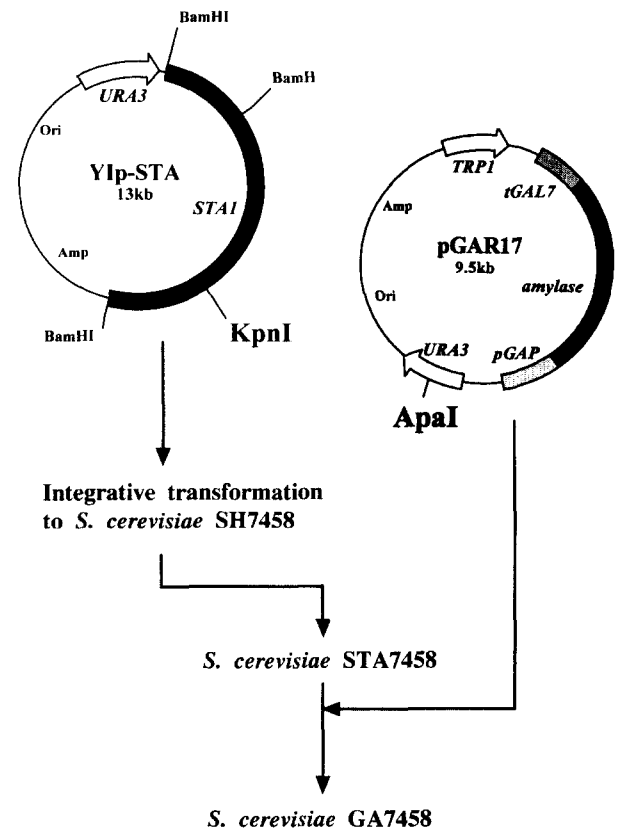 BamHI
BamH
URA3
Ori
YIp-STA
13kb
STA1
Amp
BamHI
KpnI
TRP1
tGAL7
Amp
pGAR17
9.5kb
amylase
Ori
URA3
pGAP
ApaI
Integrative transformation
to S. cerevisiae SH7458
S. cerevisiae STA7458
S. cerevisiae GA7458